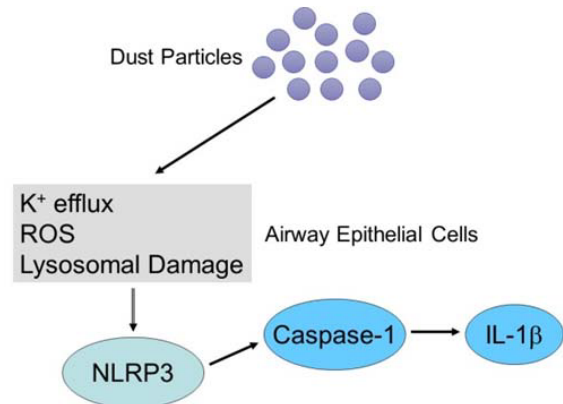 Dust Particles
K⁺ efflux
ROS
Lysosomal Damage
Airway Epithelial Cells
NLRP3
Caspase-1
IL-1β